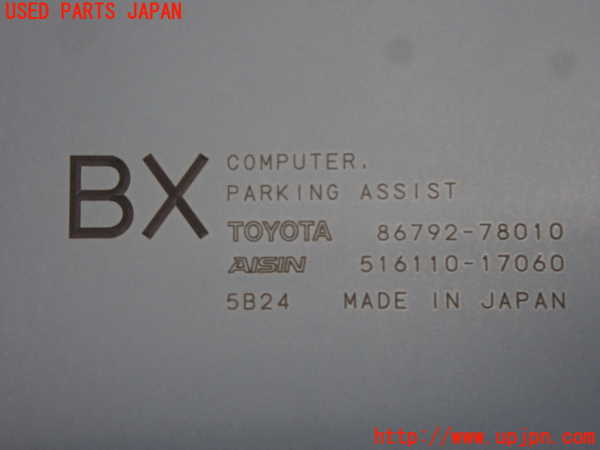 USED PARTS JAPAN
BX
COMPUTER.
PARKING ASSIST
TOYOTA 86792-78010
AISIN 516110-17060
5B24 MADE IN JAPAN
http://www.upjpn.com/